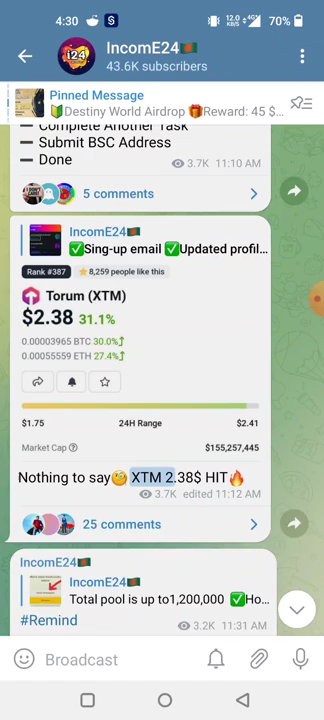 4:30
12.0 KB/S
4G
70%
IncomE24🇧🇩
43.6K subscribers
Pinned Message
🔰Destiny World Airdrop 🎁Reward: 45 $...
➖ Complete Another Task
➖ Submit BSC Address
➖ Done
3.7K 11:10 AM
5 comments
IncomE24🇧🇩
✅Sing-up email ✅Updated profil...
Rank #387
⭐ 8,259 people like this
Torum (XTM)
$2.38 31.1%
0.00003965 BTC 30.0%
0.00055559 ETH 27.4%
$1.75 24H Range $2.41
Market Cap $155,257,445
Nothing to say🧐 XTM 2.38$ HIT🔥
3.7K edited 11:12 AM
25 comments
IncomE24🇧🇩
IncomE24🇧🇩
Total pool is up to1,200,000 ✅Ho...
#Remind
3.2K 11:31 AM
Broadcast